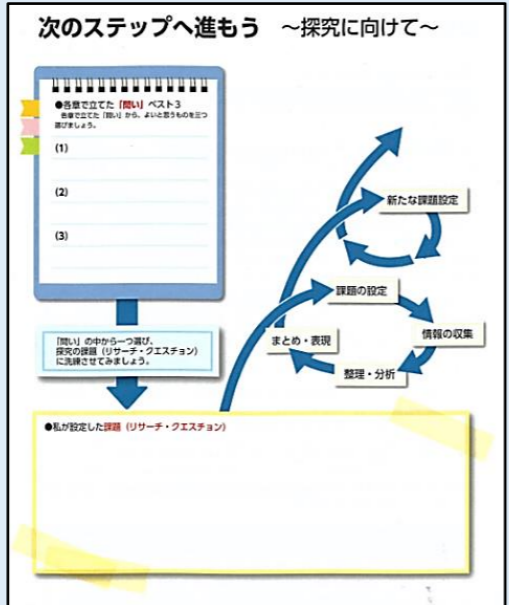 次のステップへ進もう　～探究に向けて～
●各章で立てた「問い」ベスト3
各章で立てた「問い」から，よいと思うものを三つ
選びましょう。
(1)
(2)
(3)
「問い」の中から一つ選び，
探究の課題（リサーチ・クエスチョン）
に洗練させてみましょう。
新たな課題設定
課題の設定
情報の収集
整理・分析
まとめ・表現
●私が設定した課題（リサーチ・クエスチョン）